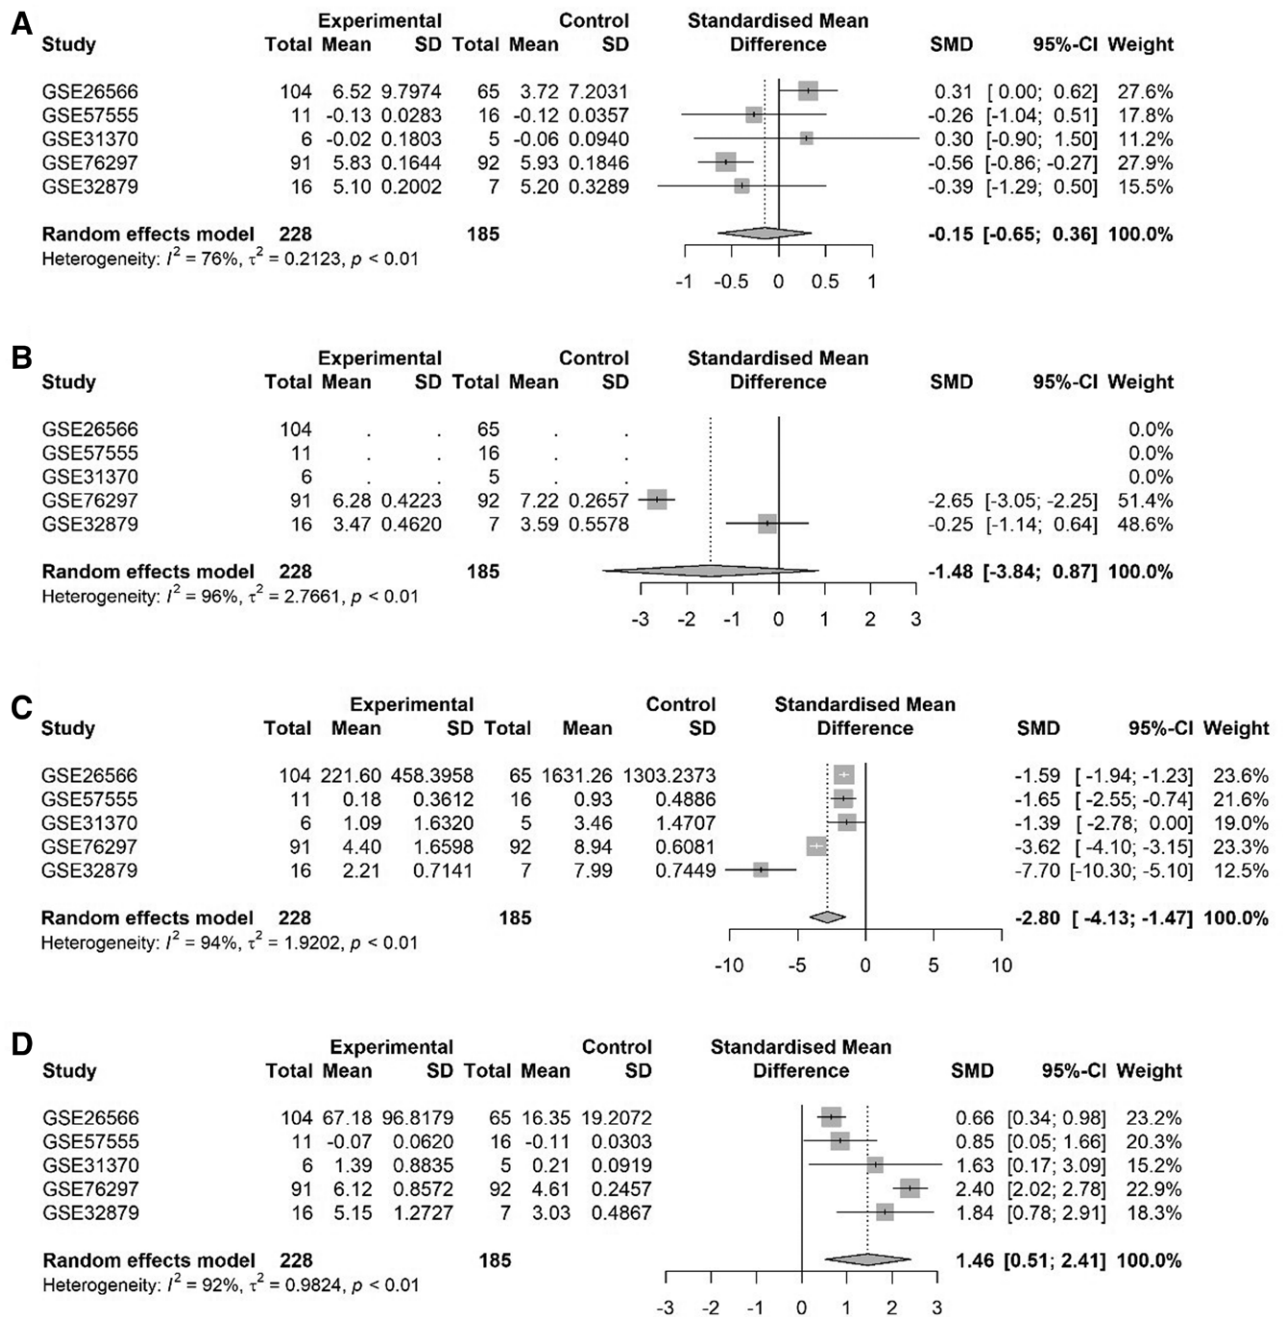 A
Experimental Control Standardised Mean
Study Total Mean SD Total Mean SD Difference SMD 95%-CI Weight
GSE26566 104 6.52 9.7974 65 3.72 7.2031 0.31 [ 0.00; 0.62] 27.6%
GSE57555 11 -0.13 0.0283 16 -0.12 0.0357 -0.26 [-1.04; 0.51] 17.8%
GSE31370 6 -0.02 0.1803 5 -0.06 0.0940 0.30 [-0.90; 1.50] 11.2%
GSE76297 91 5.83 0.1644 92 5.93 0.1846 -0.56 [-0.86; -0.27] 27.9%
GSE32879 16 5.10 0.2002 7 5.20 0.3289 -0.39 [-1.29; 0.50] 15.5%
Random effects model 228 185 -0.15 [-0.65; 0.36] 100.0%
Heterogeneity: I² = 76%, τ² = 0.2123, p < 0.01
-1 -0.5 0 0.5 1
B
Experimental Control Standardised Mean
Study Total Mean SD Total Mean SD Difference SMD 95%-CI Weight
GSE26566 104 . . 65 . . 0.0%
GSE57555 11 . . 16 . . 0.0%
GSE31370 6 . . 5 . . 0.0%
GSE76297 91 6.28 0.4223 92 7.22 0.2657 -2.65 [-3.05; -2.25] 51.4%
GSE32879 16 3.47 0.4620 7 3.59 0.5578 -0.25 [-1.14; 0.64] 48.6%
Random effects model 228 185 -1.48 [-3.84; 0.87] 100.0%
Heterogeneity: I² = 96%, τ² = 2.7661, p < 0.01
-3 -2 -1 0 1 2 3
C
Experimental Control Standardised Mean
Study Total Mean SD Total Mean SD Difference SMD 95%-CI Weight
GSE26566 104 221.60 458.3958 65 1631.26 1303.2373 -1.59 [ -1.94; -1.23] 23.6%
GSE57555 11 0.18 0.3612 16 0.93 0.4886 -1.65 [ -2.55; -0.74] 21.6%
GSE31370 6 1.09 1.6320 5 3.46 1.4707 -1.39 [ -2.78; 0.00] 19.0%
GSE76297 91 4.40 1.6598 92 8.94 0.6081 -3.62 [ -4.10; -3.15] 23.3%
GSE32879 16 2.21 0.7141 7 7.99 0.7449 -7.70 [-10.30; -5.10] 12.5%
Random effects model 228 185 -2.80 [ -4.13; -1.47] 100.0%
Heterogeneity: I² = 94%, τ² = 1.9202, p < 0.01
-10 -5 0 5 10
D
Experimental Control Standardised Mean
Study Total Mean SD Total Mean SD Difference SMD 95%-CI Weight
GSE26566 104 67.18 96.8179 65 16.35 19.2072 0.66 [0.34; 0.98] 23.2%
GSE57555 11 -0.07 0.0620 16 -0.11 0.0303 0.85 [0.05; 1.66] 20.3%
GSE31370 6 1.39 0.8835 5 0.21 0.0919 1.63 [0.17; 3.09] 15.2%
GSE76297 91 6.12 0.8572 92 4.61 0.2457 2.40 [2.02; 2.78] 22.9%
GSE32879 16 5.15 1.2727 7 3.03 0.4867 1.84 [0.78; 2.91] 18.3%
Random effects model 228 185 1.46 [0.51; 2.41] 100.0%
Heterogeneity: I² = 92%, τ² = 0.9824, p < 0.01
-3 -2 -1 0 1 2 3